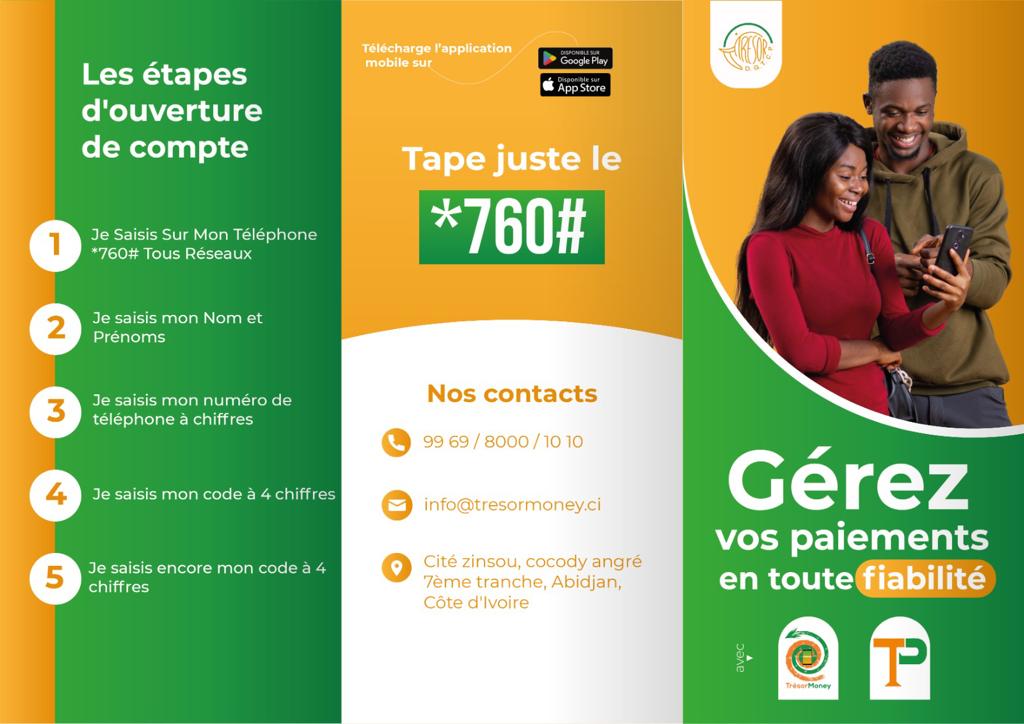 Les étapes
d'ouverture
de compte
1
Je Saisis Sur Mon Téléphone
*760# Tous Réseaux
2
Je saisis mon Nom et
Prénoms
3
Je saisis mon numéro de
téléphone à chiffres
4
Je saisis mon code à 4 chiffres
5
Je saisis encore mon code à 4
chiffres
Télécharge l'application
mobile sur
DISPONIBLE SUR
Google Play
Disponible sur
App Store
Tape juste le
*760#
Nos contacts
99 69 / 8000 / 10 10
info@tresormoney.ci
Cité zinsou, cocody angré
7ème tranche, Abidjan,
Côte d'Ivoire
TRESOR
D.G.T.C.P
Gérez
vos paiements
en toute fiabilité
avec
TrésorMoney
TP